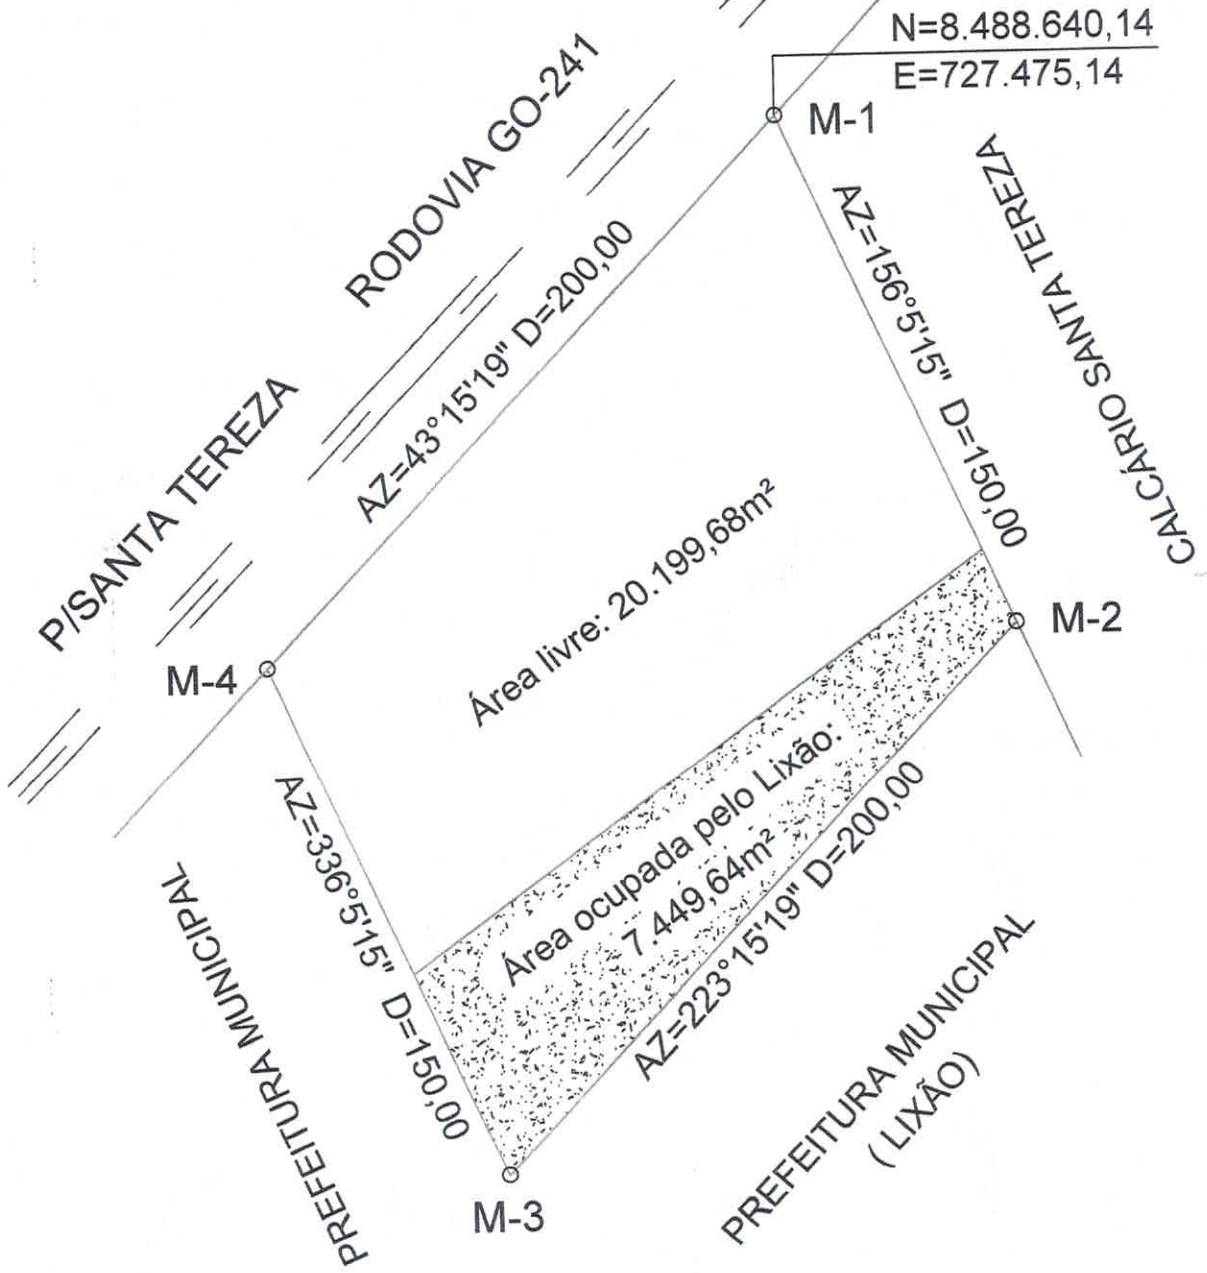 N=8.488.640,14
E=727.475,14
M-1
RODOVIA GO-241
CALCÁRIO SANTA TEREZA
AZ=156°5'15" D=150,00
AZ=43°15'19" D=200,00
P/SANTA TEREZA
Área livre: 20.199,68m²
M-2
M-4
Área ocupada pelo Lixão:
7.449,64m²
AZ=336°5'15" D=150,00
AZ=223°15'19" D=200,00
PREFEITURA MUNICIPAL
PREFEITURA MUNICIPAL
( LIXÃO)
M-3